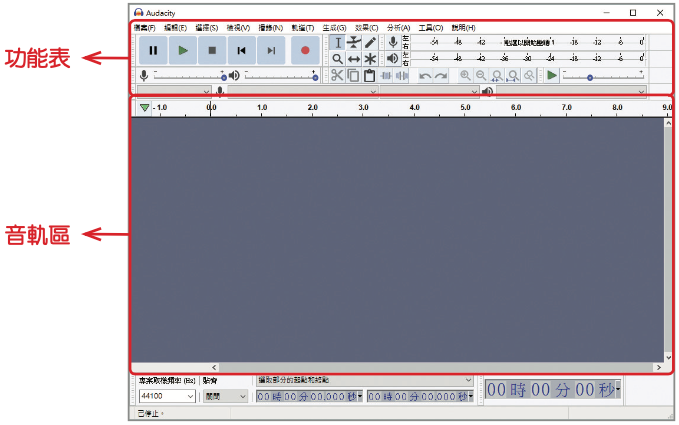 Audacity
檔案(F) 編輯(E) 選擇(S) 檢視(V) 播錄(N) 軌道(T) 生成(G) 效果(C) 分析(A) 工具(O) 說明(H)
功能表
左 -54 -48 -42 - 點選以開始監聽 ! -18 -12 -6 0
右
左 -54 -48 -42 -36 -30 -24 -18 -12 -6 0
右
-1.0 0.0 1.0 2.0 3.0 4.0 5.0 6.0 7.0 8.0 9.0
音軌區
專案取樣頻率 (Hz) 貼齊 選取部分的起點和終點
44100 關閉 00 時 00 分 00.000 秒 00 時 00 分 00.000 秒 00 時 00 分 00 秒
已停止。